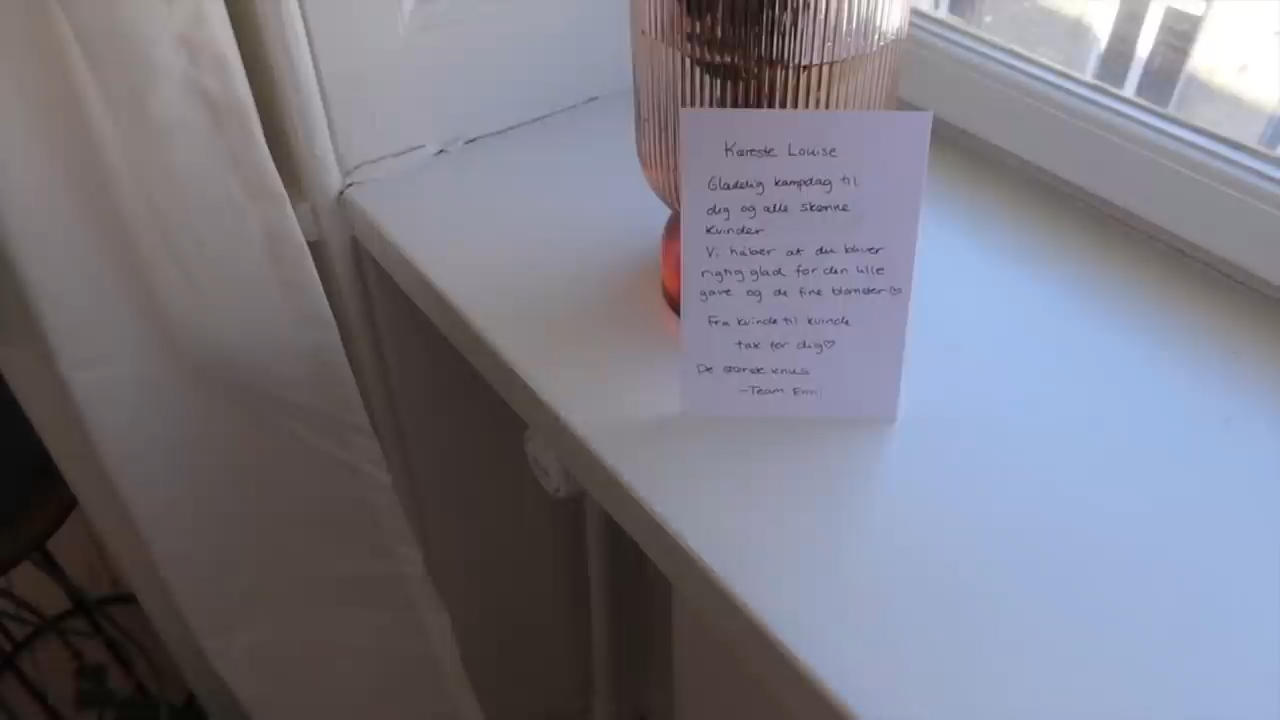 Kæreste Louise
Glædelig kampdag til
dig og alle skønne
kvinder
Vi håber at du bliver
rigtig glad for den lille
gave og de fine blomster♡
Fra kvinde til kvinde
tak for dig♡
De største knus
-Team